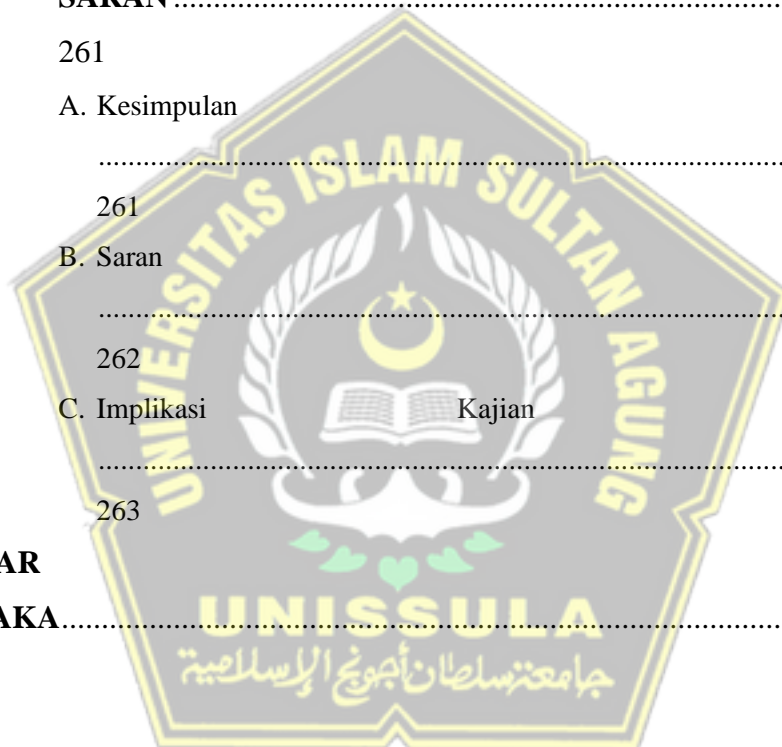 SARAN................................................................
261
A. Kesimpulan
................................................................
261
B. Saran
................................................................
262
C. Implikasi Kajian
................................................................
263
AR
AKA................................................................
UNIVERSITAS ISLAM SULTAN AGUNG
UNISSULA
جامعة سلطان أجونج الإسلامية